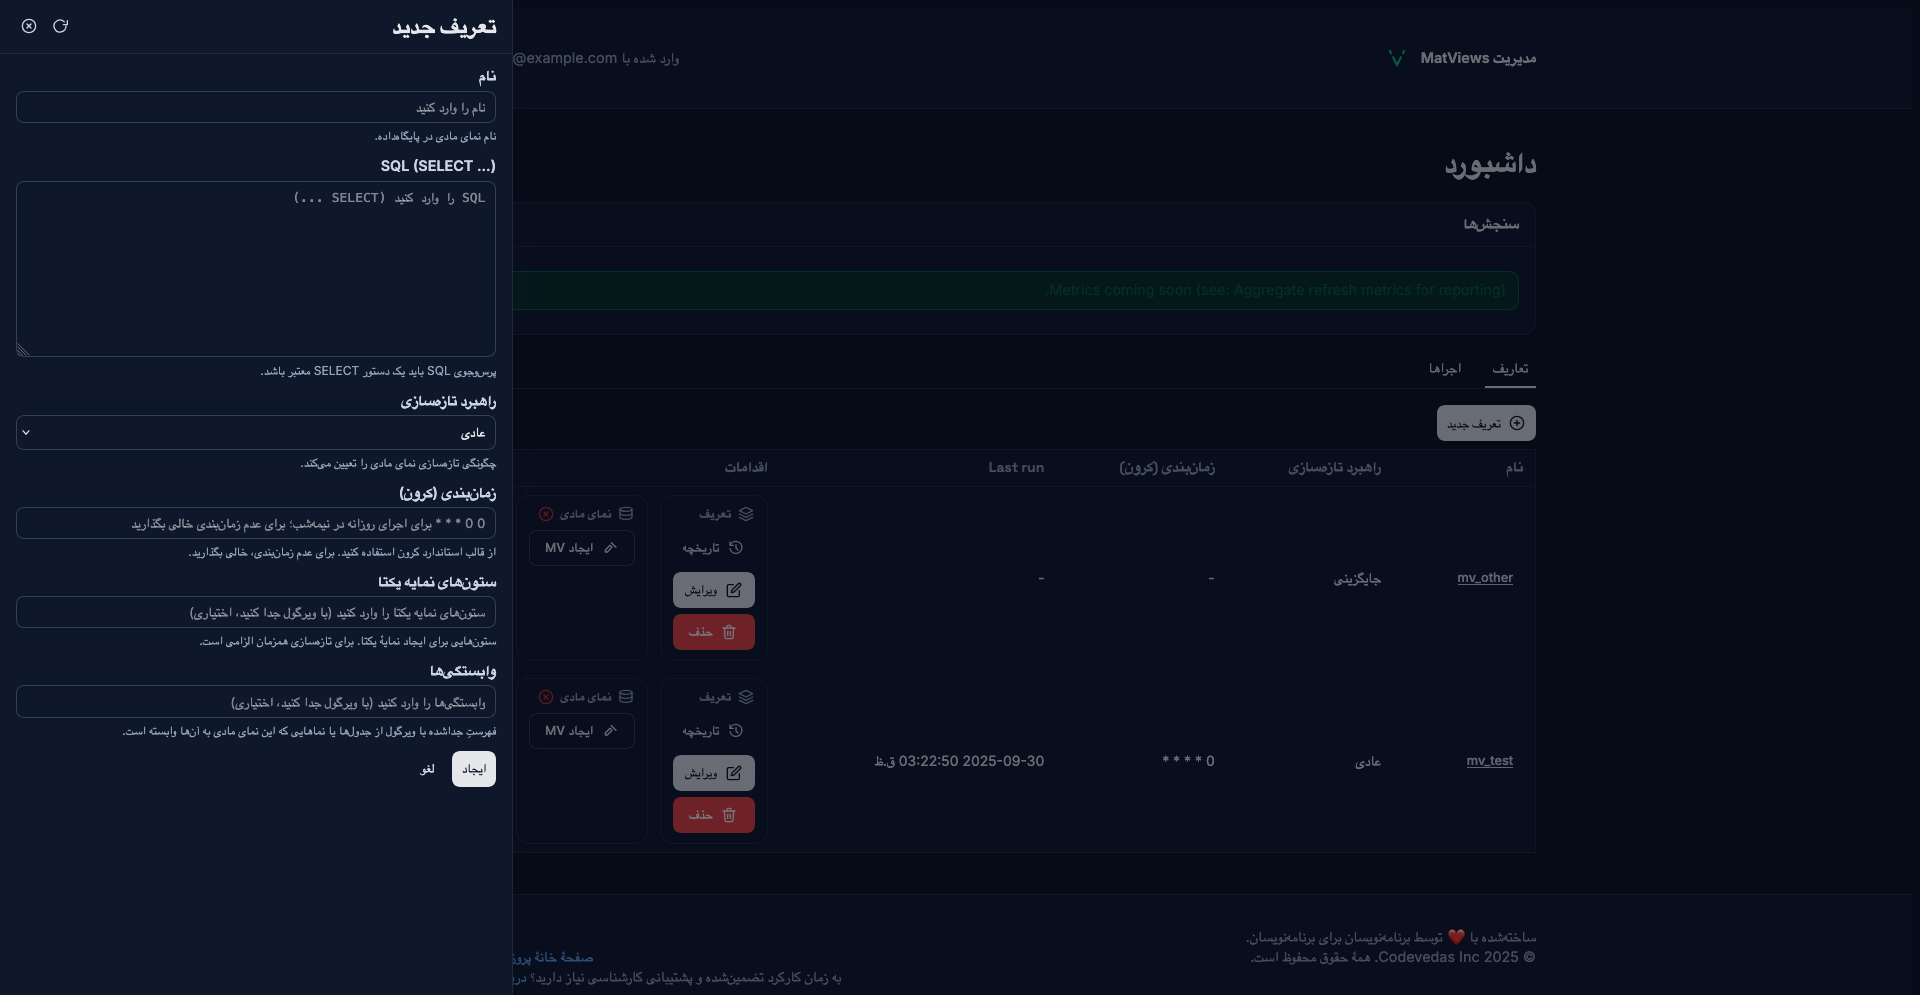 تعریف جدید
نام
نام را وارد کنید
نام نمای مادی در پایگاه‌داده.
SQL (SELECT ...)
SQL را وارد کنید (SELECT ...)
پرس‌وجوی SQL باید یک دستور SELECT معتبر باشد.
راهبرد تازه‌سازی
عادی
چگونگی تازه‌سازی نمای مادی را تعیین می‌کند.
زمان‌بندی (کرون)
0 0 * * * برای اجرای روزانه در نیمه‌شب؛ برای عدم زمان‌بندی خالی بگذارید
از قالب استاندارد کرون استفاده کنید. برای عدم زمان‌بندی، خالی بگذارید.
ستون‌های نمایه یکتا
ستون‌های نمایه یکتا را وارد کنید (با ویرگول جدا کنید، اختیاری)
ستون‌هایی برای ایجاد نمایهٔ یکتا. برای تازه‌سازی همزمان الزامی است.
وابستگی‌ها
وابستگی‌ها را وارد کنید (با ویرگول جدا کنید، اختیاری)
فهرستِ جداشده با ویرگول از جدول‌ها یا نماهایی که این نمای مادی به آن‌ها وابسته است.
ایجاد
لغو
مدیریت MatViews
وارد شده با @example.com
داشبورد
سنجش‌ها
Metrics coming soon (see: Aggregate refresh metrics for reporting).
تعاریف
اجراها
تعریف جدید
نام راهبرد تازه‌سازی زمان‌بندی (کرون) Last run اقدامات
mv_other جایگزینی - -
تعریف
تاریخچه
ویرایش
حذف
نمای مادی
ایجاد MV
mv_test عادی 0 * * * * 2025-09-30 03:22:50 ق.ظ
تعریف
تاریخچه
ویرایش
حذف
نمای مادی
ایجاد MV
ساخته‌شده با ❤️ توسط برنامه‌نویسان برای برنامه‌نویسان.
© 2025 Codevedas Inc. همهٔ حقوق محفوظ است.
صفحهٔ خانهٔ
به زمان کارکرد تضمین‌شده و پشتیبانی کارشناسی نیاز دارید؟